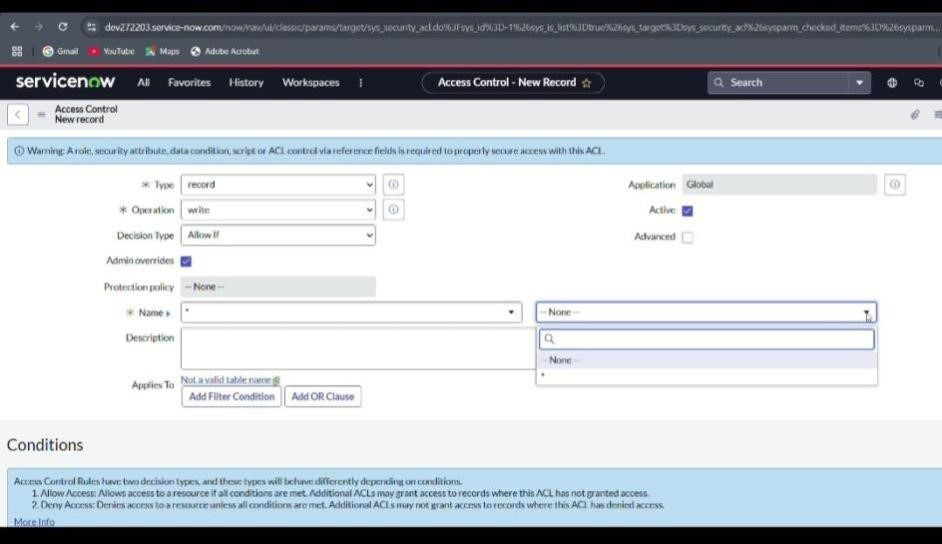 dev272203.service-now.com/now/nav/ui/classic/params/target/sys_security_acl.do%3Fsys_id%3D-1%26sys_is_list%3Dtrue%26sys_target%3Dsys_security_acl%26sysparm_checked_items%3D%26sysparm...
Gmail YouTube Maps Adobe Acrobat
servicenow All Favorites History Workspaces Access Control - New Record Search
Access Control
New record
Warning: A role, security attribute, data condition, script or ACL control via reference fields is required to properly secure access with this ACL.
* Type record Application Global
* Operation write Active
Decision Type Allow If Advanced
Admin overrides
Protection policy -- None --
* Name * -- None --
Description
-- None --
*
Applies To Not a valid table name
Add Filter Condition Add OR Clause
Conditions
Access Control Rules have two decision types, and these types will behave differently depending on conditions.
1. Allow Access: Allows access to a resource if all conditions are met. Additional ACLs may grant access to records where this ACL has not granted access.
2. Deny Access: Denies access to a resource unless all conditions are met. Additional ACLs may not grant access to records where this ACL has denied access.
More Info